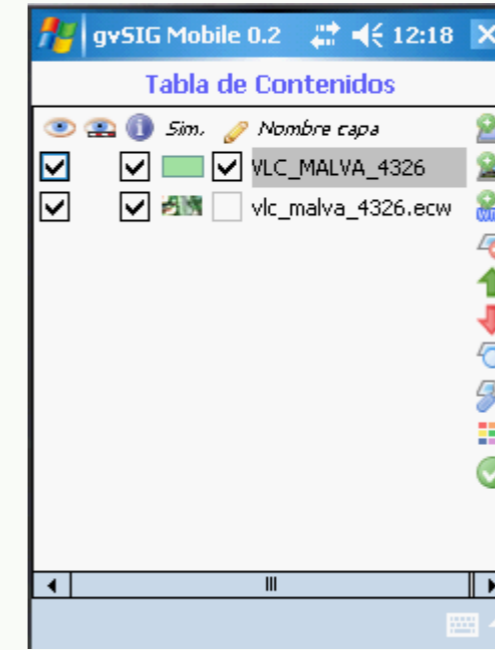 gvSIG Mobile 0.2 12:18
Tabla de Contenidos
Sim. Nombre capa
VLC_MALVA_4326
vlc_malva_4326.ecw